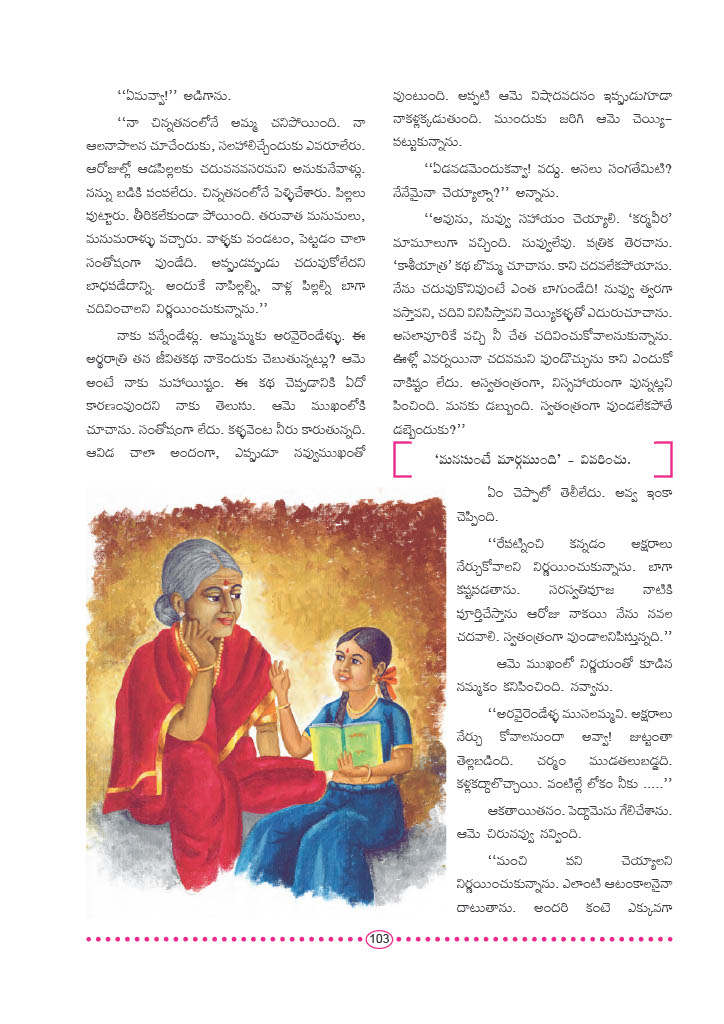 ‘‘ఏమవ్వా!’’ అడిగాను.
‘‘నా చిన్నతనంలోనే అమ్మ చనిపోయింది. నా
ఆలనాపాలన చూచేందుకు, సలహాలిచ్చేందుకు ఎవరూలేరు.
ఆరోజుల్లో ఆడపిల్లలకు చదువనవసరమని అనుకునేవాళ్లు.
నన్ను బడికి పంపలేదు. చిన్నతనంలోనే పెళ్ళిచేశారు. పిల్లలు
పుట్టారు. తీరికలేకుండా పోయింది. తరువాత మనుమలు,
మనుమరాళ్ళు వచ్చారు. వాళ్ళకు వండటం, పెట్టడం చాలా
సంతోషంగా వుండేది. అప్పుడప్పుడు చదువుకోలేదని
బాధపడేదాన్ని. అందుకే నాపిల్లల్ని, వాళ్ల పిల్లల్ని బాగా
చదివించాలని నిర్ణయించుకున్నాను.’’
నాకు పన్నేండేళ్లు. అమ్మమ్మకు అరవైరెండేళ్ళు. ఈ
అర్థరాత్రి తన జీవితకథ నాకెందుకు చెబుతున్నట్లు? ఆమె
అంటే నాకు మహాయిష్టం. ఈ కథ చెప్పడానికి ఏదో
కారణంవుందని నాకు తెలుసు. ఆమె ముఖంలోకి
చూచాను. సంతోషంగా లేదు. కళ్ళవెంట నీరు కారుతున్నది.
ఆవిడ చాలా అందంగా, ఎప్పుడూ నవ్వుముఖంతో
వుంటుంది. అప్పటి ఆమె విషాదవదనం ఇప్పుడుగూడా
నాకళ్లక్కడుతుంది. ముందుకు జరిగి ఆమె చెయ్యి-
పట్టుకున్నాను.
‘‘ఏడవడమెందుకవ్వా! వద్దు. అసలు సంగతేమిటి?
నేనేమైనా చెయ్యాల్నా?’’ అన్నాను.
‘‘అవును, నువ్వు సహాయం చెయ్యాలి. ‘కర్మవీర’
మామూలుగా వచ్చింది. నువ్వులేవు. పత్రిక తెరచాను.
‘కాశీయాత్ర’ కథ బొమ్మ చూచాను. కాని చదవలేకపోయాను.
నేను చదువుకొనివుంటే ఎంత బాగుండేది! నువ్వు త్వరగా
వస్తావని, చదివి వినిపిస్తావని వెయ్యికళ్ళతో ఎదురుచూచాను.
అసలావూరికే వచ్చి నీ చేత చదివించుకోవాలనుకున్నాను.
ఊళ్లో ఎవర్నయినా చదవమని వుండొచ్చును కాని ఎందుకో
నాకిష్టం లేదు. అస్వతంత్రంగా, నిస్సహాయంగా వున్నట్లని
పించింది. మనకు డబ్బుంది. స్వతంత్రంగా వుండలేకపోతే
డబ్బెందుకు?’’
‘మనసుంటే మార్గముంది’ - వివరించు.
ఏం చెప్పాలో తెలీలేదు. అవ్వ ఇంకా
చెప్పింది.
‘‘రేపట్నించి కన్నడం అక్షరాలు
నేర్చుకోవాలని నిర్ణయించుకున్నాను. బాగా
కష్టపడతాను. సరస్వతిపూజ నాటికి
పూర్తిచేస్తాను ఆరోజు నాకయి నేను నవల
చదవాలి. స్వతంత్రంగా వుండాలనిపిస్తున్నది.’’
ఆమె ముఖంలో నిర్ణయంతో కూడిన
నమ్మకం కనిపించింది. నవ్వాను.
‘‘అరవైరెండేళ్ళ ముసలమ్మవి. అక్షరాలు
నేర్చు కోవాలనుందా అవ్వా! జుట్టంతా
తెల్లబడింది. చర్మం ముడతలుబడ్డది.
కళ్లకద్దాలొచ్చాయి. వంటిల్లే లోకం నీకు .....’’
ఆకతాయితనం. పెద్దామెను గేలిచేశాను.
ఆమె చిరునవ్వు నవ్వింది.
‘‘మంచి పని చెయ్యాలని
నిర్ణయించుకున్నాను. ఎలాంటి ఆటంకాలనైనా
దాటుతాను. అందరి కంటె ఎక్కువగా
103